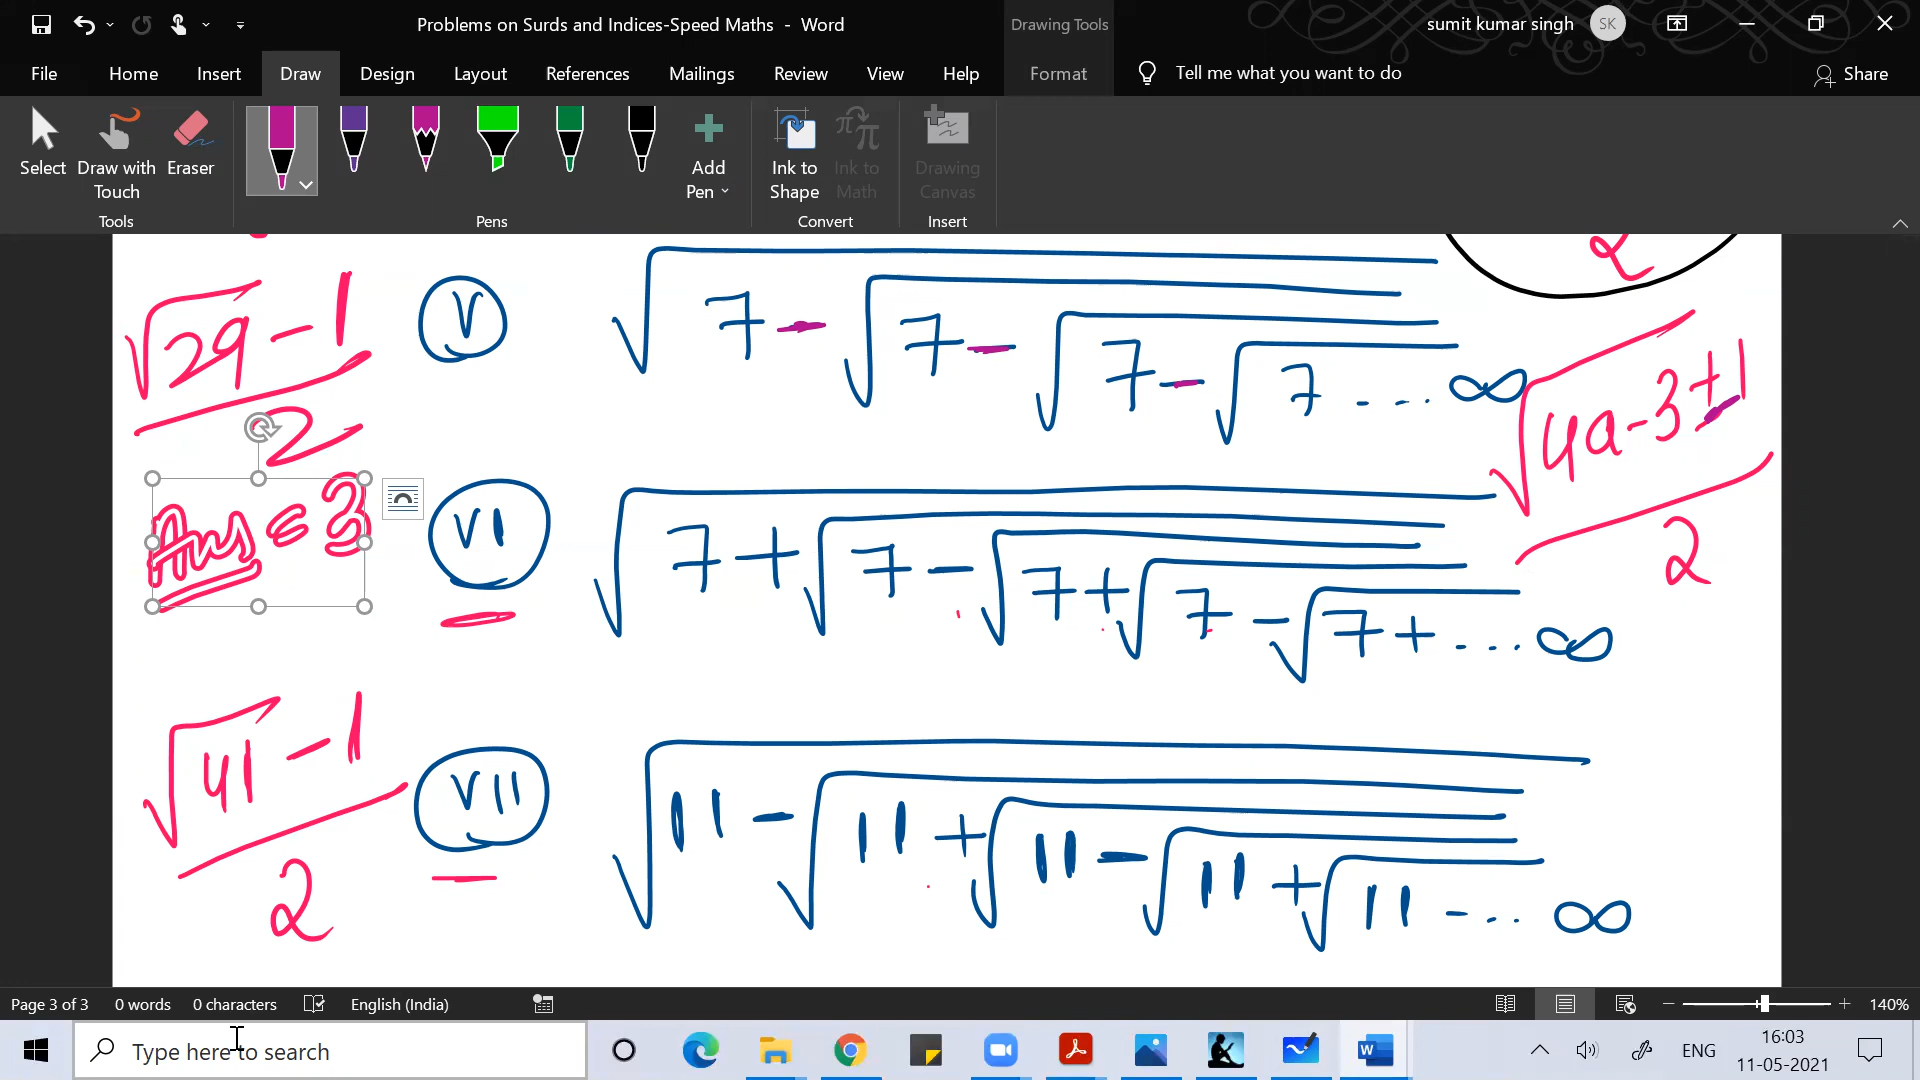 Problems on Surds and Indices-Speed Maths - Word
Drawing Tools
sumit kumar singh
SK
File
Home
Insert
Draw
Design
Layout
References
Mailings
Review
View
Help
Format
Tell me what you want to do
Share
Select
Draw with
Touch
Eraser
Add
Pen
Ink to
Shape
Ink to
Math
Drawing
Canvas
Tools
Pens
Convert
Insert
2
√29 - 1
2
V
√7 - √7 - √7 - √7 .... ∞
√4a-3 ± 1
2
Ans = 3
VI
√7 + √7 - √7 + √7 - √7 + .... ∞
√41 - 1
2
VII
√11 - √11 + √11 - √11 + √11 -... ∞
Page 3 of 3
0 words
0 characters
English (India)
140%
Type here to search
ENG
16:03
11-05-2021